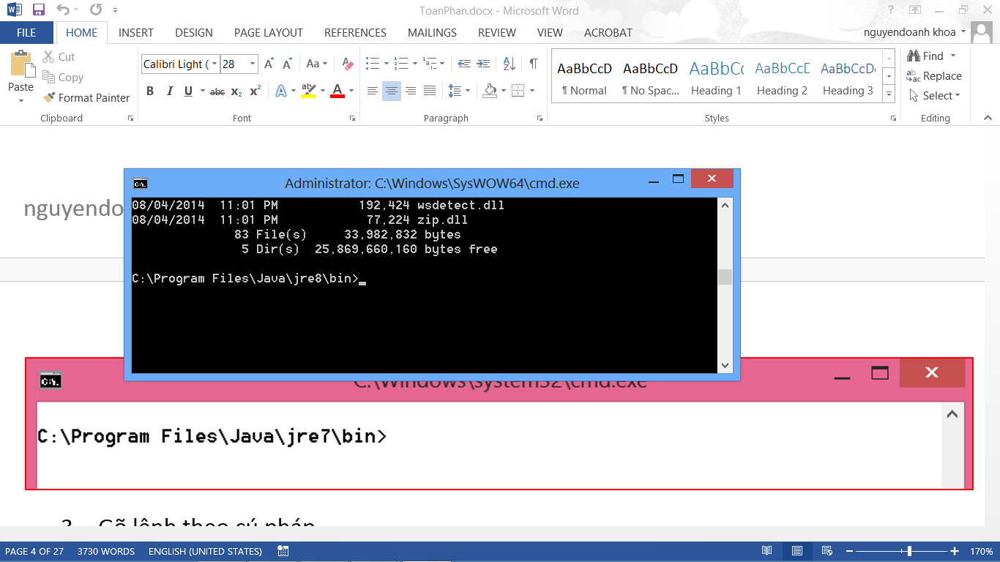 ToanPhan.docx - Microsoft Word
FILE HOME INSERT DESIGN PAGE LAYOUT REFERENCES MAILINGS REVIEW VIEW ACROBAT nguyendoanh khoa
Paste
Cut
Copy
Format Painter
Clipboard
Calibri Light ( 28
Font
Paragraph
AaBbCcD AaBbCcD AaBbCc AaBbCcD AaBbCcD
¶ Normal ¶ No Spac... Heading 1 Heading 2 Heading 3
Styles
Find
Replace
Select
Editing
nguyendo
Administrator: C:\Windows\SysWOW64\cmd.exe
08/04/2014 11:01 PM 192,424 wsdetect.dll
08/04/2014 11:01 PM 77,224 zip.dll
83 File(s) 33,982,832 bytes
5 Dir(s) 25,869,660,160 bytes free
C:\Program Files\Java\jre8\bin>
C:\Windows\system32\cmd.exe
C:\Program Files\Java\jre7\bin>
3. Gõ lệnh theo cú pháp
PAGE 4 OF 27 3730 WORDS ENGLISH (UNITED STATES) 170%